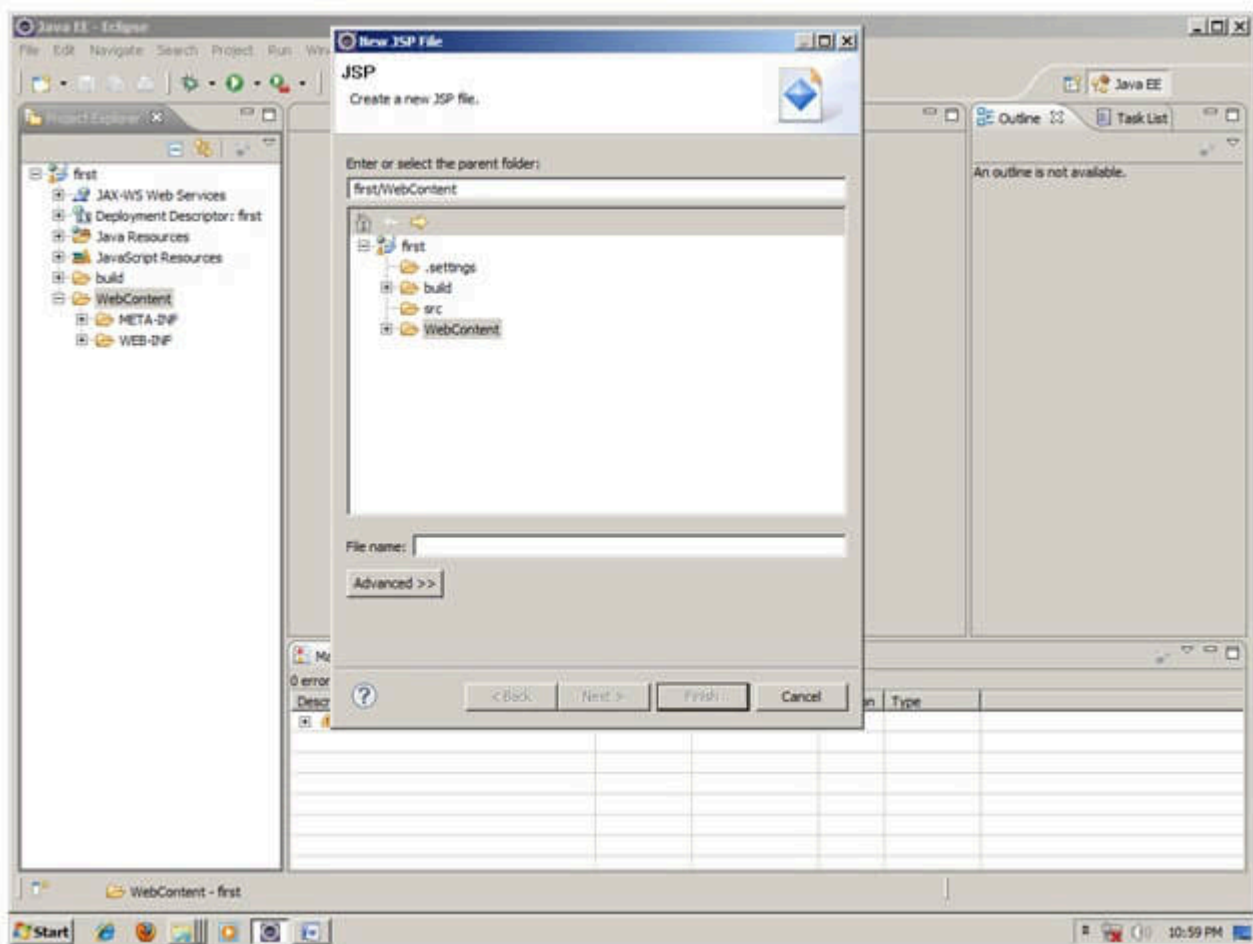 Java EE - Eclipse
File Edit Navigate Search Project Run
Java EE
Project Explorer
first
JAX-WS Web Services
Deployment Descriptor: first
Java Resources
JavaScript Resources
build
WebContent
META-INF
WEB-INF
New JSP File
JSP
Create a new JSP file.
Enter or select the parent folder:
first/WebContent
first
.settings
build
src
WebContent
File name:
Advanced >>
< Back Next > Finish Cancel
Outline Task List
An outline is not available.
0 error
Type
WebContent - first
Start
10:59 PM